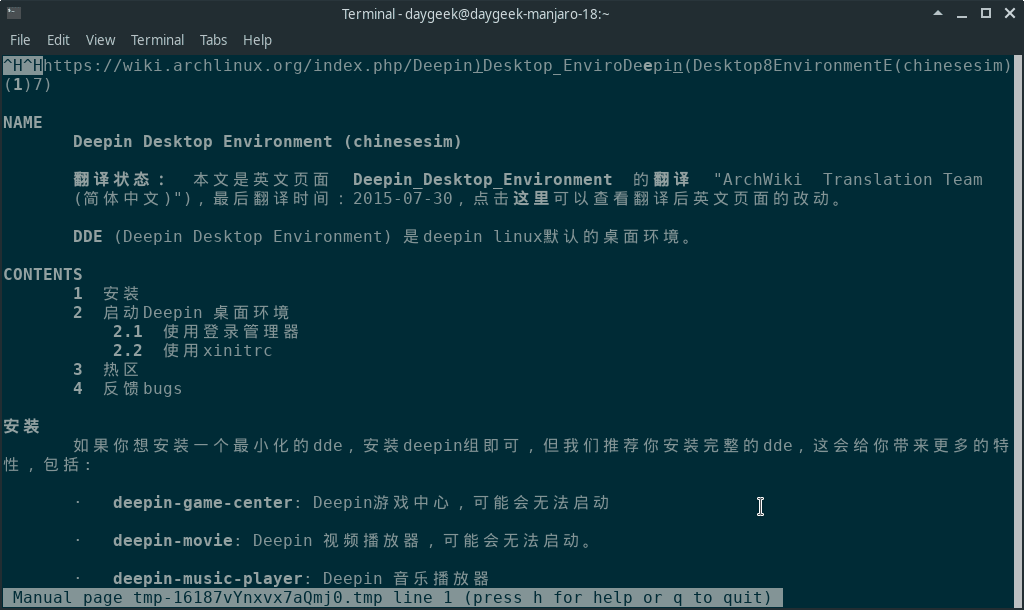 Terminal - daygeek@daygeek-manjaro-18:~
File Edit View Terminal Tabs Help
^H^Hhttps://wiki.archlinux.org/index.php/Deepin)Desktop_EnviroDeepin(Desktop8EnvironmentE(chinesesim)
(1)7)
NAME
Deepin Desktop Environment (chinesesim)
翻译状态： 本文是英文页面 Deepin_Desktop_Environment 的翻译 "ArchWiki Translation Team
(简体中文)")，最后翻译时间：2015-07-30，点击这里可以查看翻译后英文页面的改动。
DDE (Deepin Desktop Environment) 是deepin linux默认的桌面环境。
CONTENTS
1 安装
2 启动Deepin 桌面环境
2.1 使用登录管理器
2.2 使用xinitrc
3 热区
4 反馈bugs
安装
如果你想安装一个最小化的dde，安装deepin组即可，但我们推荐你安装完整的dde，这会给你带来更多的特
性，包括：
· deepin-game-center: Deepin游戏中心，可能会无法启动
· deepin-movie: Deepin 视频播放器，可能会无法启动。
· deepin-music-player: Deepin 音乐播放器
Manual page tmp-16187vYnxvx7aQmj0.tmp line 1 (press h for help or q to quit)